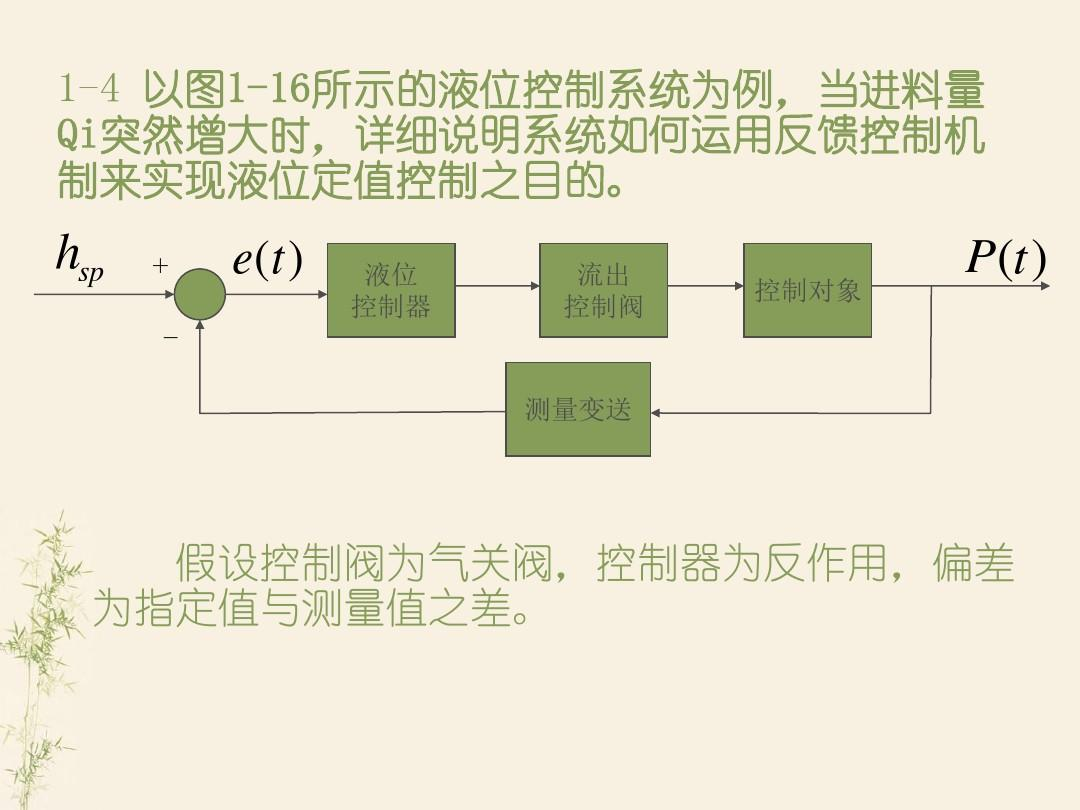 1-4 以图1-16所示的液位控制系统为例，当进料量
Qi突然增大时，详细说明系统如何运用反馈控制机
制来实现液位定值控制之目的。
h_sp + e(t) P(t)
液位
控制器
流出
控制阀
控制对象
−
测量变送
假设控制阀为气关阀，控制器为反作用，偏差
为指定值与测量值之差。